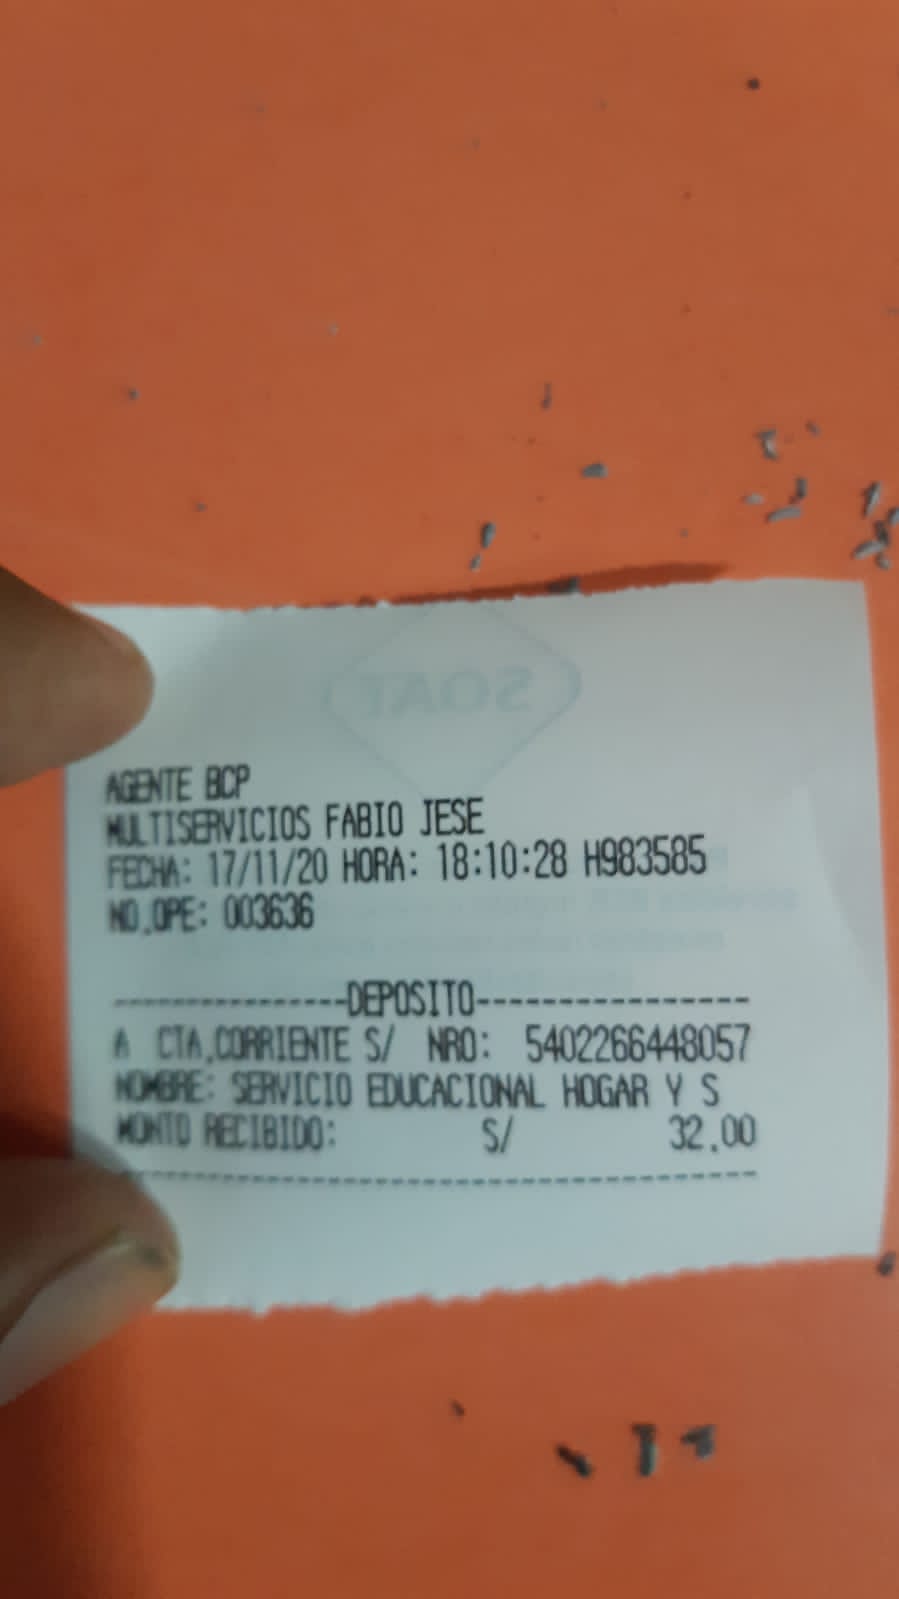 AGENTE BCP
MULTISERVICIOS FABIO JESE
FECHA: 17/11/20 HORA: 18:10:28 H983585
NO.OPE: 003636
---------------DEPOSITO----------------
A CTA.CORRIENTE S/ NRO: 5402266448057
NOMBRE: SERVICIO EDUCACIONAL HOGAR Y S
MONTO RECIBIDO: S/ 32.00